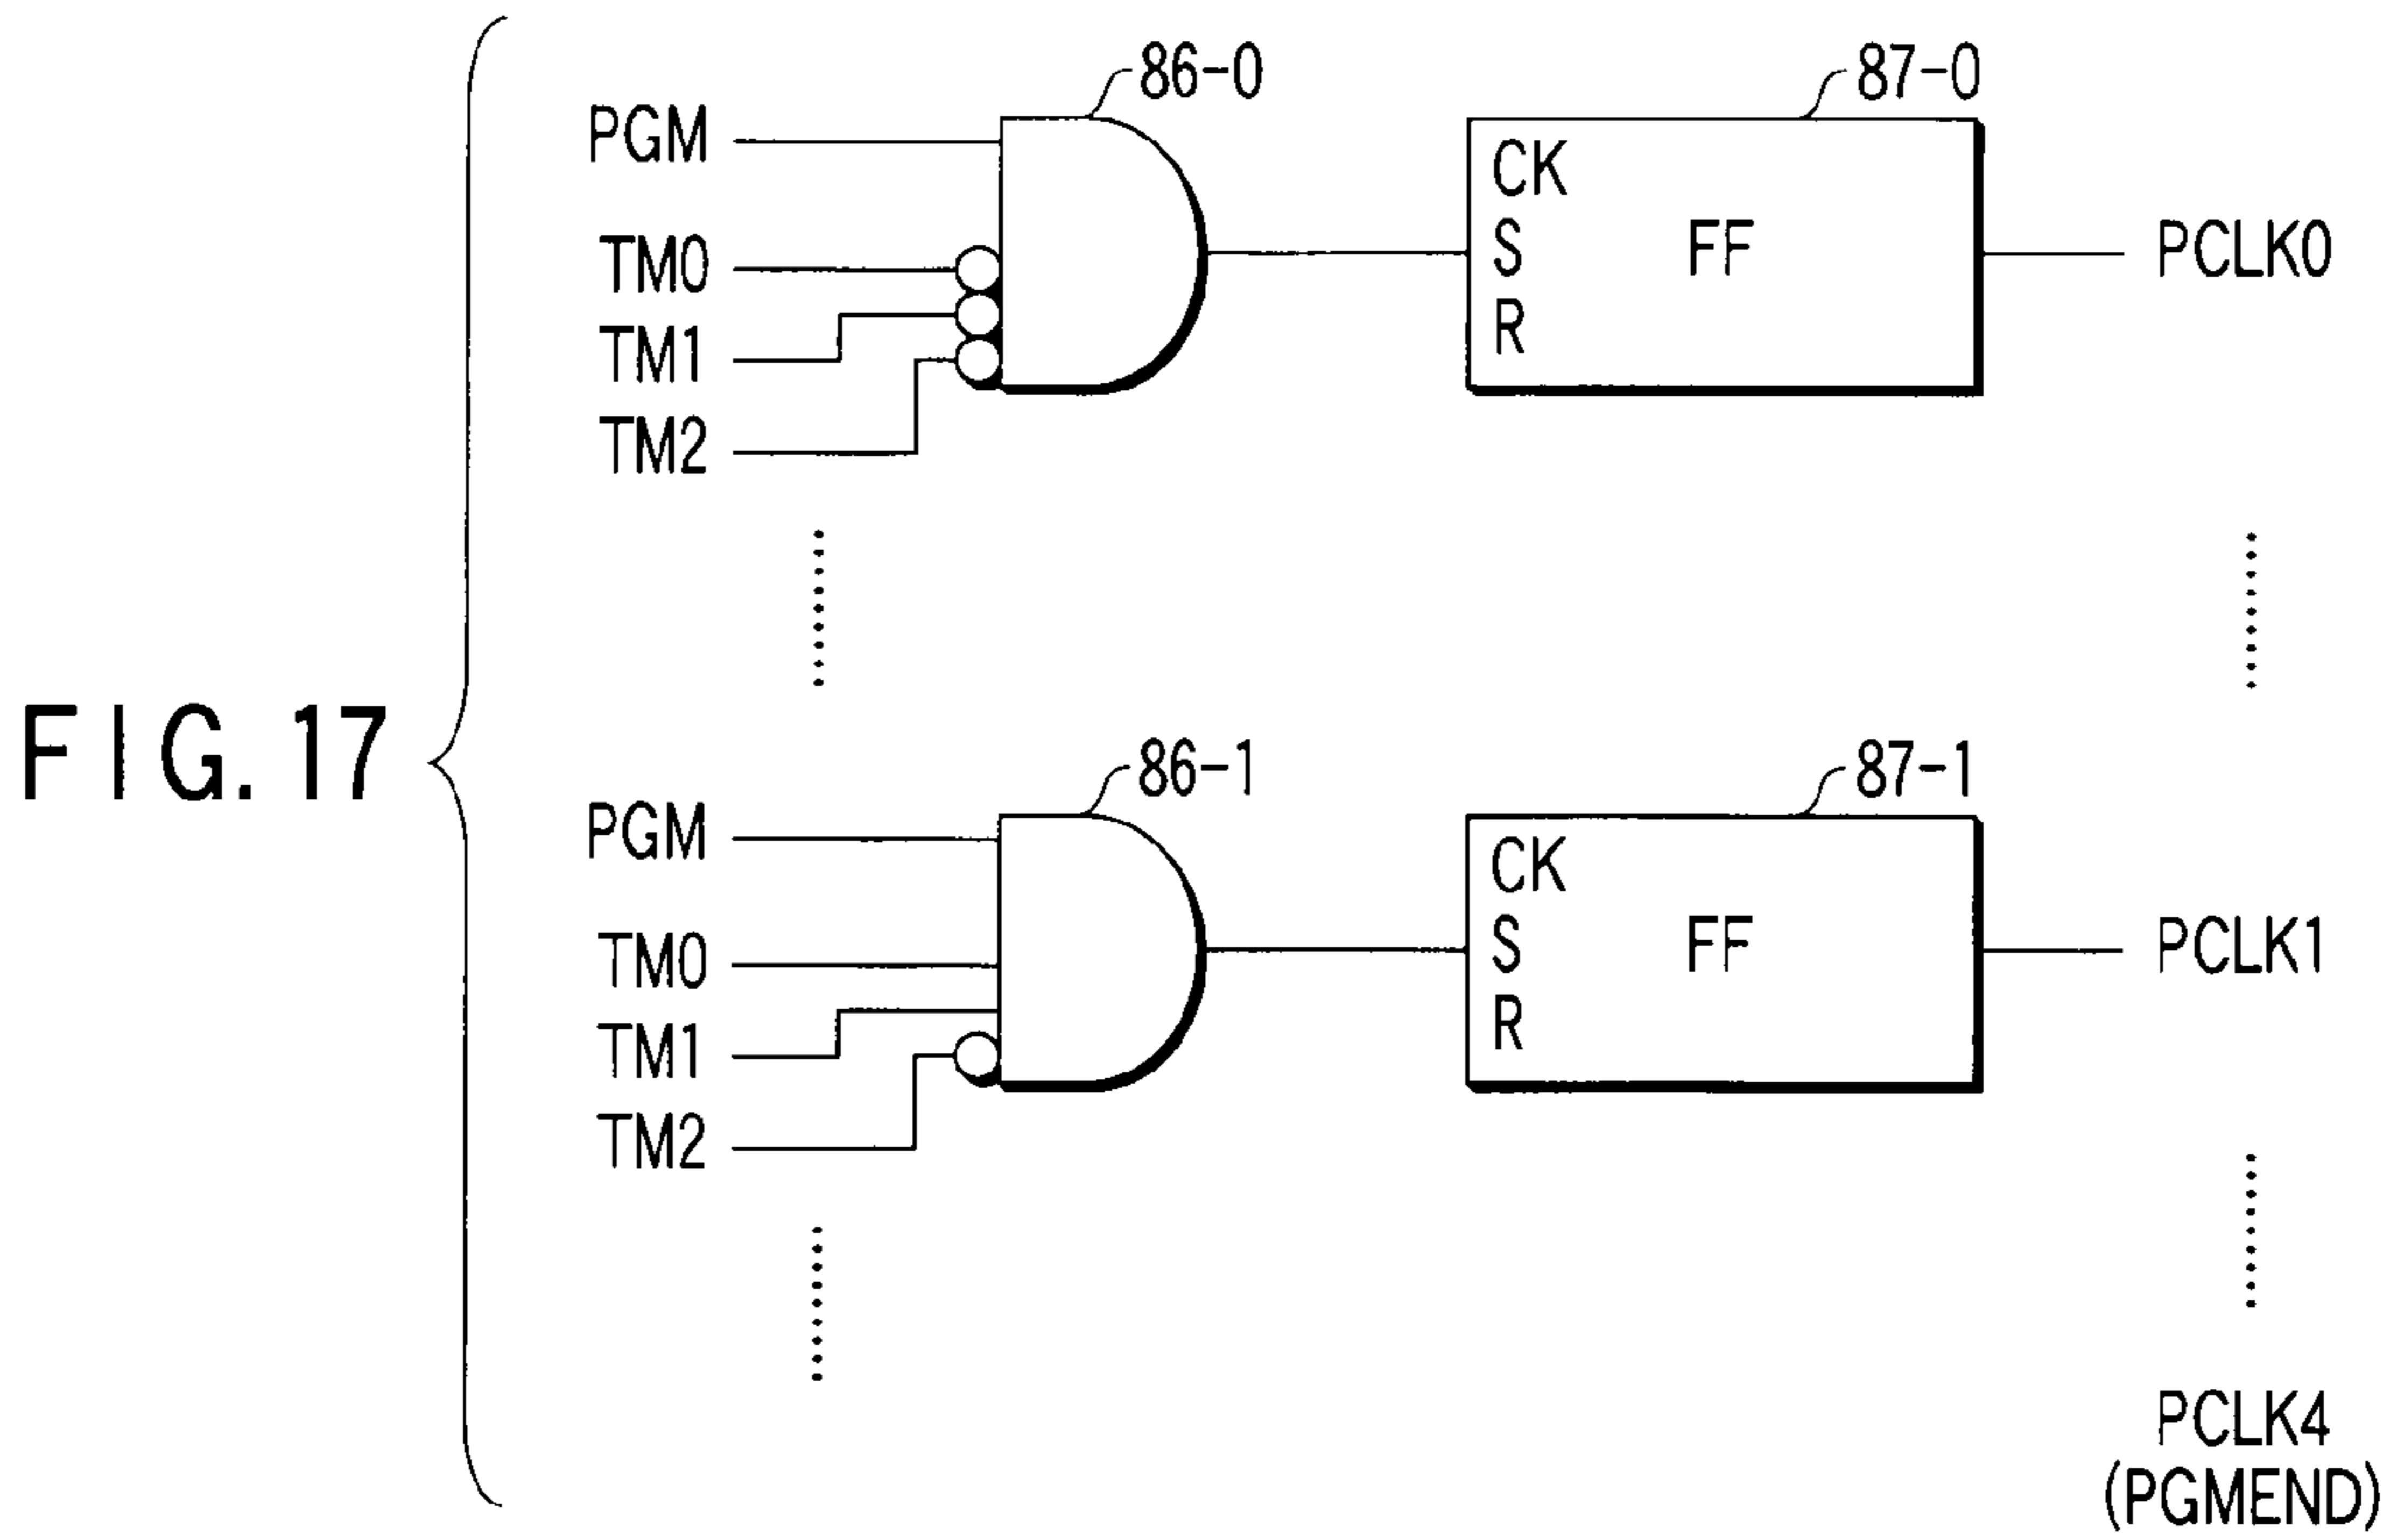 FIG. 17
86-0
87-0
PGM
TM0
TM1
TM2
CK
S
R
FF
PCLK0
86-1
87-1
PGM
TM0
TM1
TM2
CK
S
R
FF
PCLK1
PCLK4
(PGMEND)